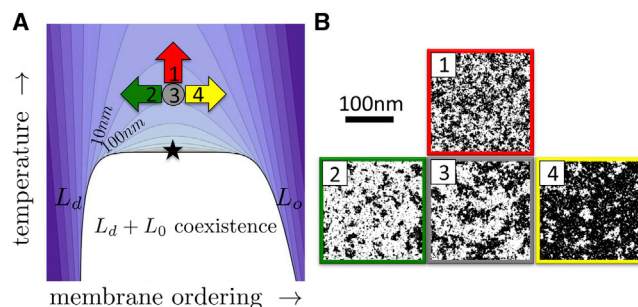 A
B
temperature →
1
2
3
4
10nm
100nm
L_d
L_o
L_d + L_0 coexistence
membrane ordering →
100nm
1
2
3
4